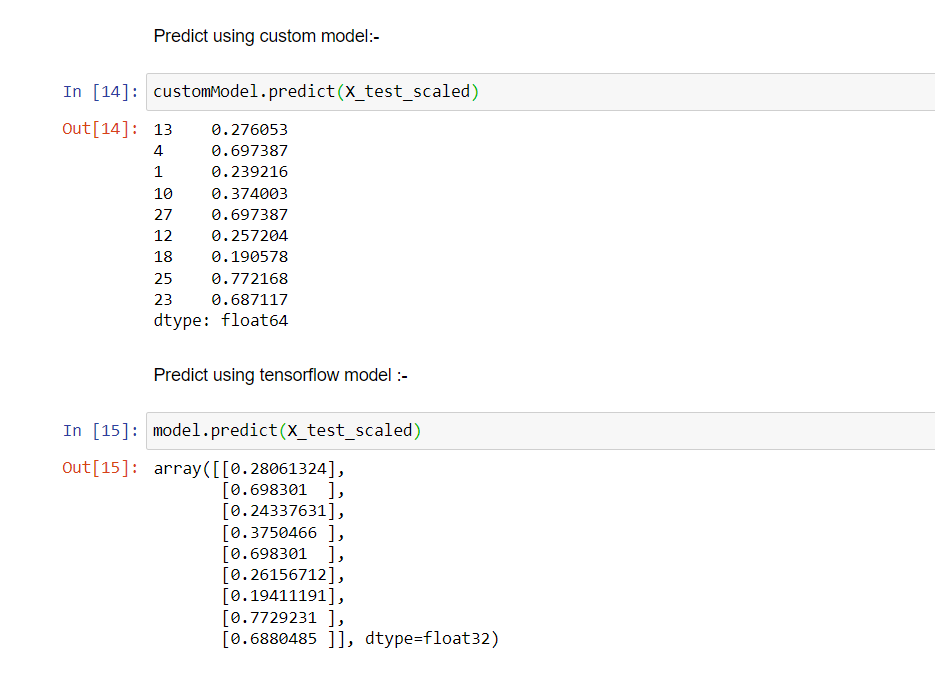 Predict using custom model:-
In [14]: customModel.predict(X_test_scaled)
Out[14]: 13    0.276053
4     0.697387
1     0.239216
10    0.374003
27    0.697387
12    0.257204
18    0.190578
25    0.772168
23    0.687117
dtype: float64
Predict using tensorflow model :-
In [15]: model.predict(X_test_scaled)
Out[15]: array([[0.28061324],
[0.698301  ],
[0.24337631],
[0.3750466 ],
[0.698301  ],
[0.26156712],
[0.19411191],
[0.7729231 ],
[0.6880485 ]], dtype=float32)